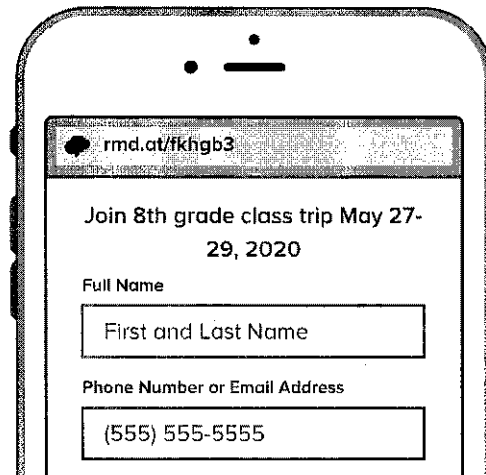 rmd.at/fkhgb3
Join 8th grade class trip May 27-
29, 2020
Full Name
First and Last Name
Phone Number or Email Address
(555) 555-5555